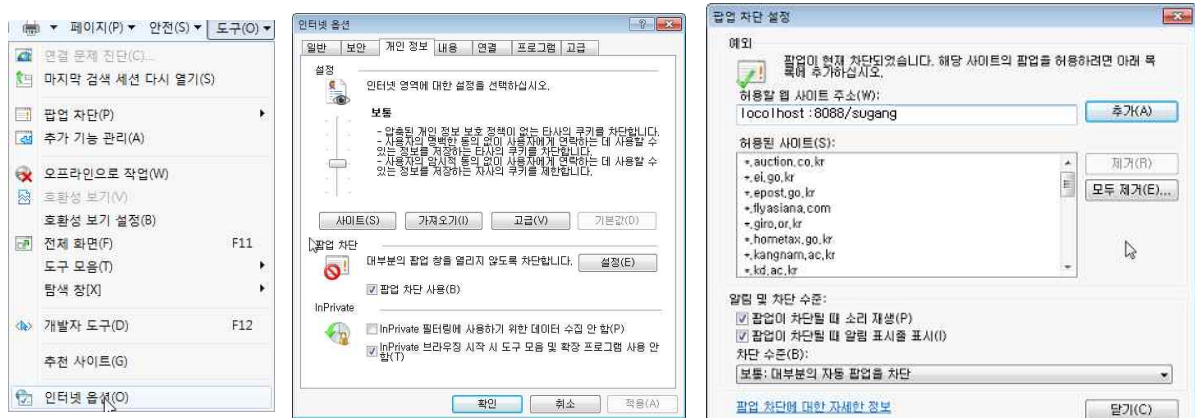 페이지(P) 안전(S) 도구(O)
연결 문제 진단(C)...
마지막 검색 세션 다시 열기(S)
팝업 차단(P)
추가 기능 관리(A)
오프라인으로 작업(W)
호환성 보기(V)
호환성 보기 설정(B)
전체 화면(F) F11
도구 모음(T)
탐색 창[X]
개발자 도구(D) F12
추천 사이트(G)
인터넷 옵션(O)
인터넷 옵션
일반 보안 개인 정보 내용 연결 프로그램 고급
설정
인터넷 영역에 대한 설정을 선택하십시오.
보통
- 압축된 개인 정보 보호 정책이 없는 타사의 쿠키를 차단합니다.
- 사용자의 명백한 동의 없이 사용자에게 연락하는 데 사용할 수
있는 정보를 저장하는 타사의 쿠키를 차단합니다.
- 사용자의 암시적 동의 없이 사용자에게 연락하는 데 사용할 수
있는 정보를 저장하는 자사의 쿠키를 제한합니다.
사이트(S) 가져오기(I) 고급(V) 기본값(D)
팝업 차단
대부분의 팝업 창을 열리지 않도록 차단합니다. 설정(E)
팝업 차단 사용(B)
InPrivate
InPrivate 필터링에 사용하기 위한 데이터 수집 안 함(P)
InPrivate 브라우징 시작 시 도구 모음 및 확장 프로그램 사용 안
함(T)
확인 취소 적용(A)
팝업 차단 설정
예외
팝업이 현재 차단되었습니다. 해당 사이트의 팝업을 허용하려면 아래 목
록에 추가하십시오.
허용할 웹 사이트 주소(W):
locolhost:8088/sugang 추가(A)
허용된 사이트(S):
*.auction.co.kr 제거(R)
*.ei.go.kr 모두 제거(E)...
*.epost.go.kr
*.flyasiana.com
*.giro.or.kr
*.hometax.go.kr
*.kangnam.ac.kr
*.kd.ac.kr
알림 및 차단 수준:
팝업이 차단될 때 소리 재생(P)
팝업이 차단될 때 알림 표시줄 표시(I)
차단 수준(B):
보통: 대부분의 자동 팝업을 차단
팝업 차단에 대한 자세한 정보 닫기(C)